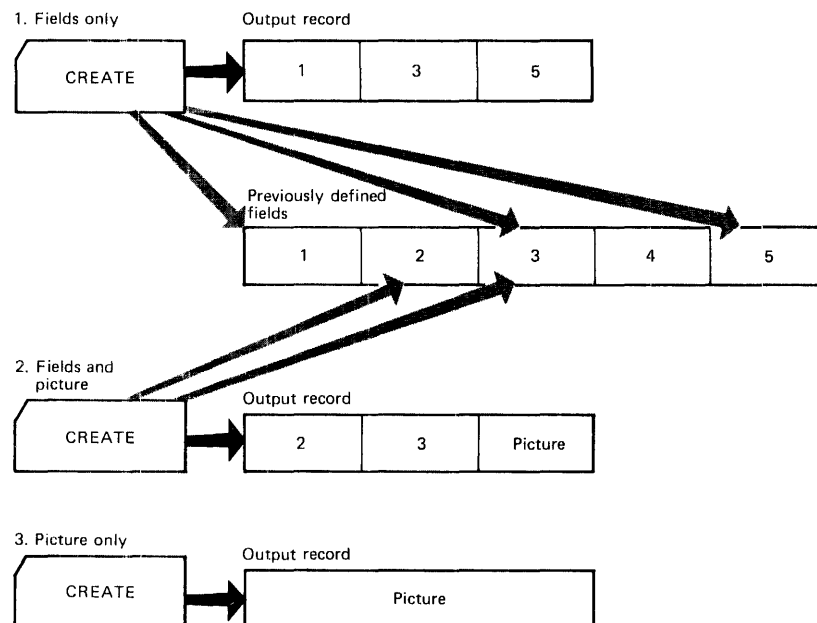 1. Fields only
Output record
CREATE
1 3 5
Previously defined
fields
1 2 3 4 5
2. Fields and
picture
Output record
CREATE
2 3 Picture
3. Picture only
Output record
CREATE
Picture